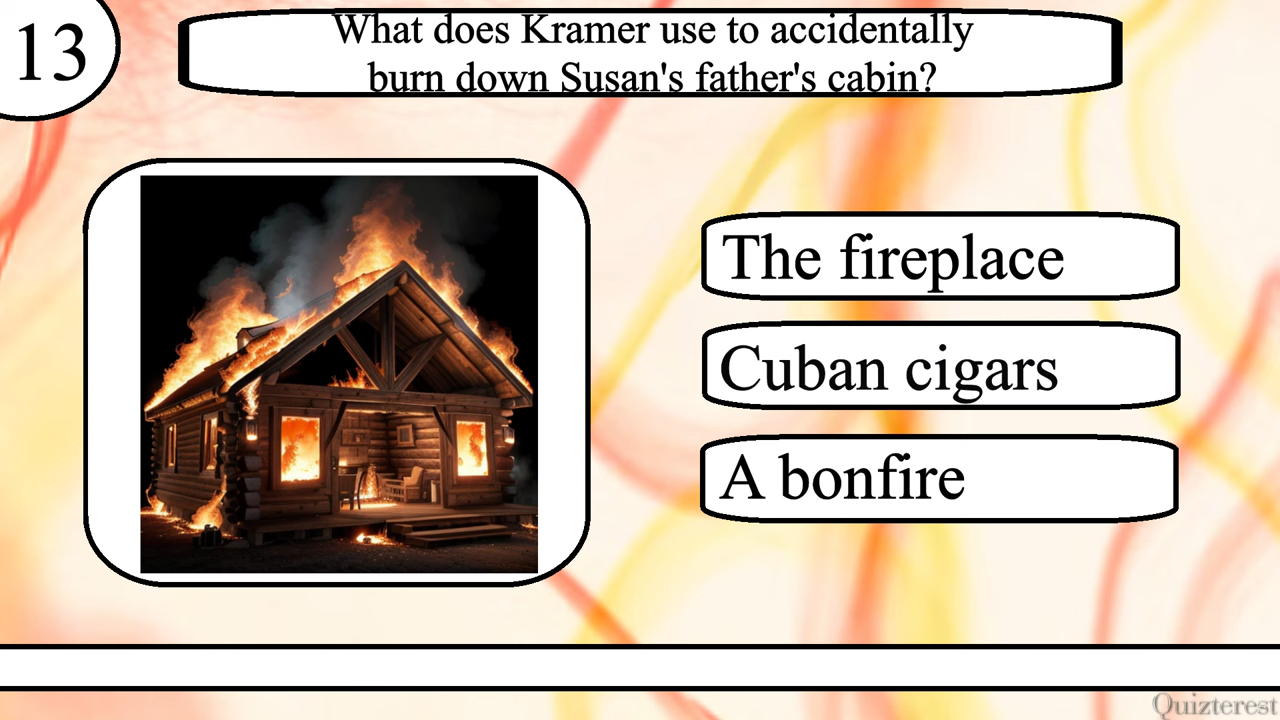 13
What does Kramer use to accidentally
burn down Susan's father's cabin?
The fireplace
Cuban cigars
A bonfire
Quizterest